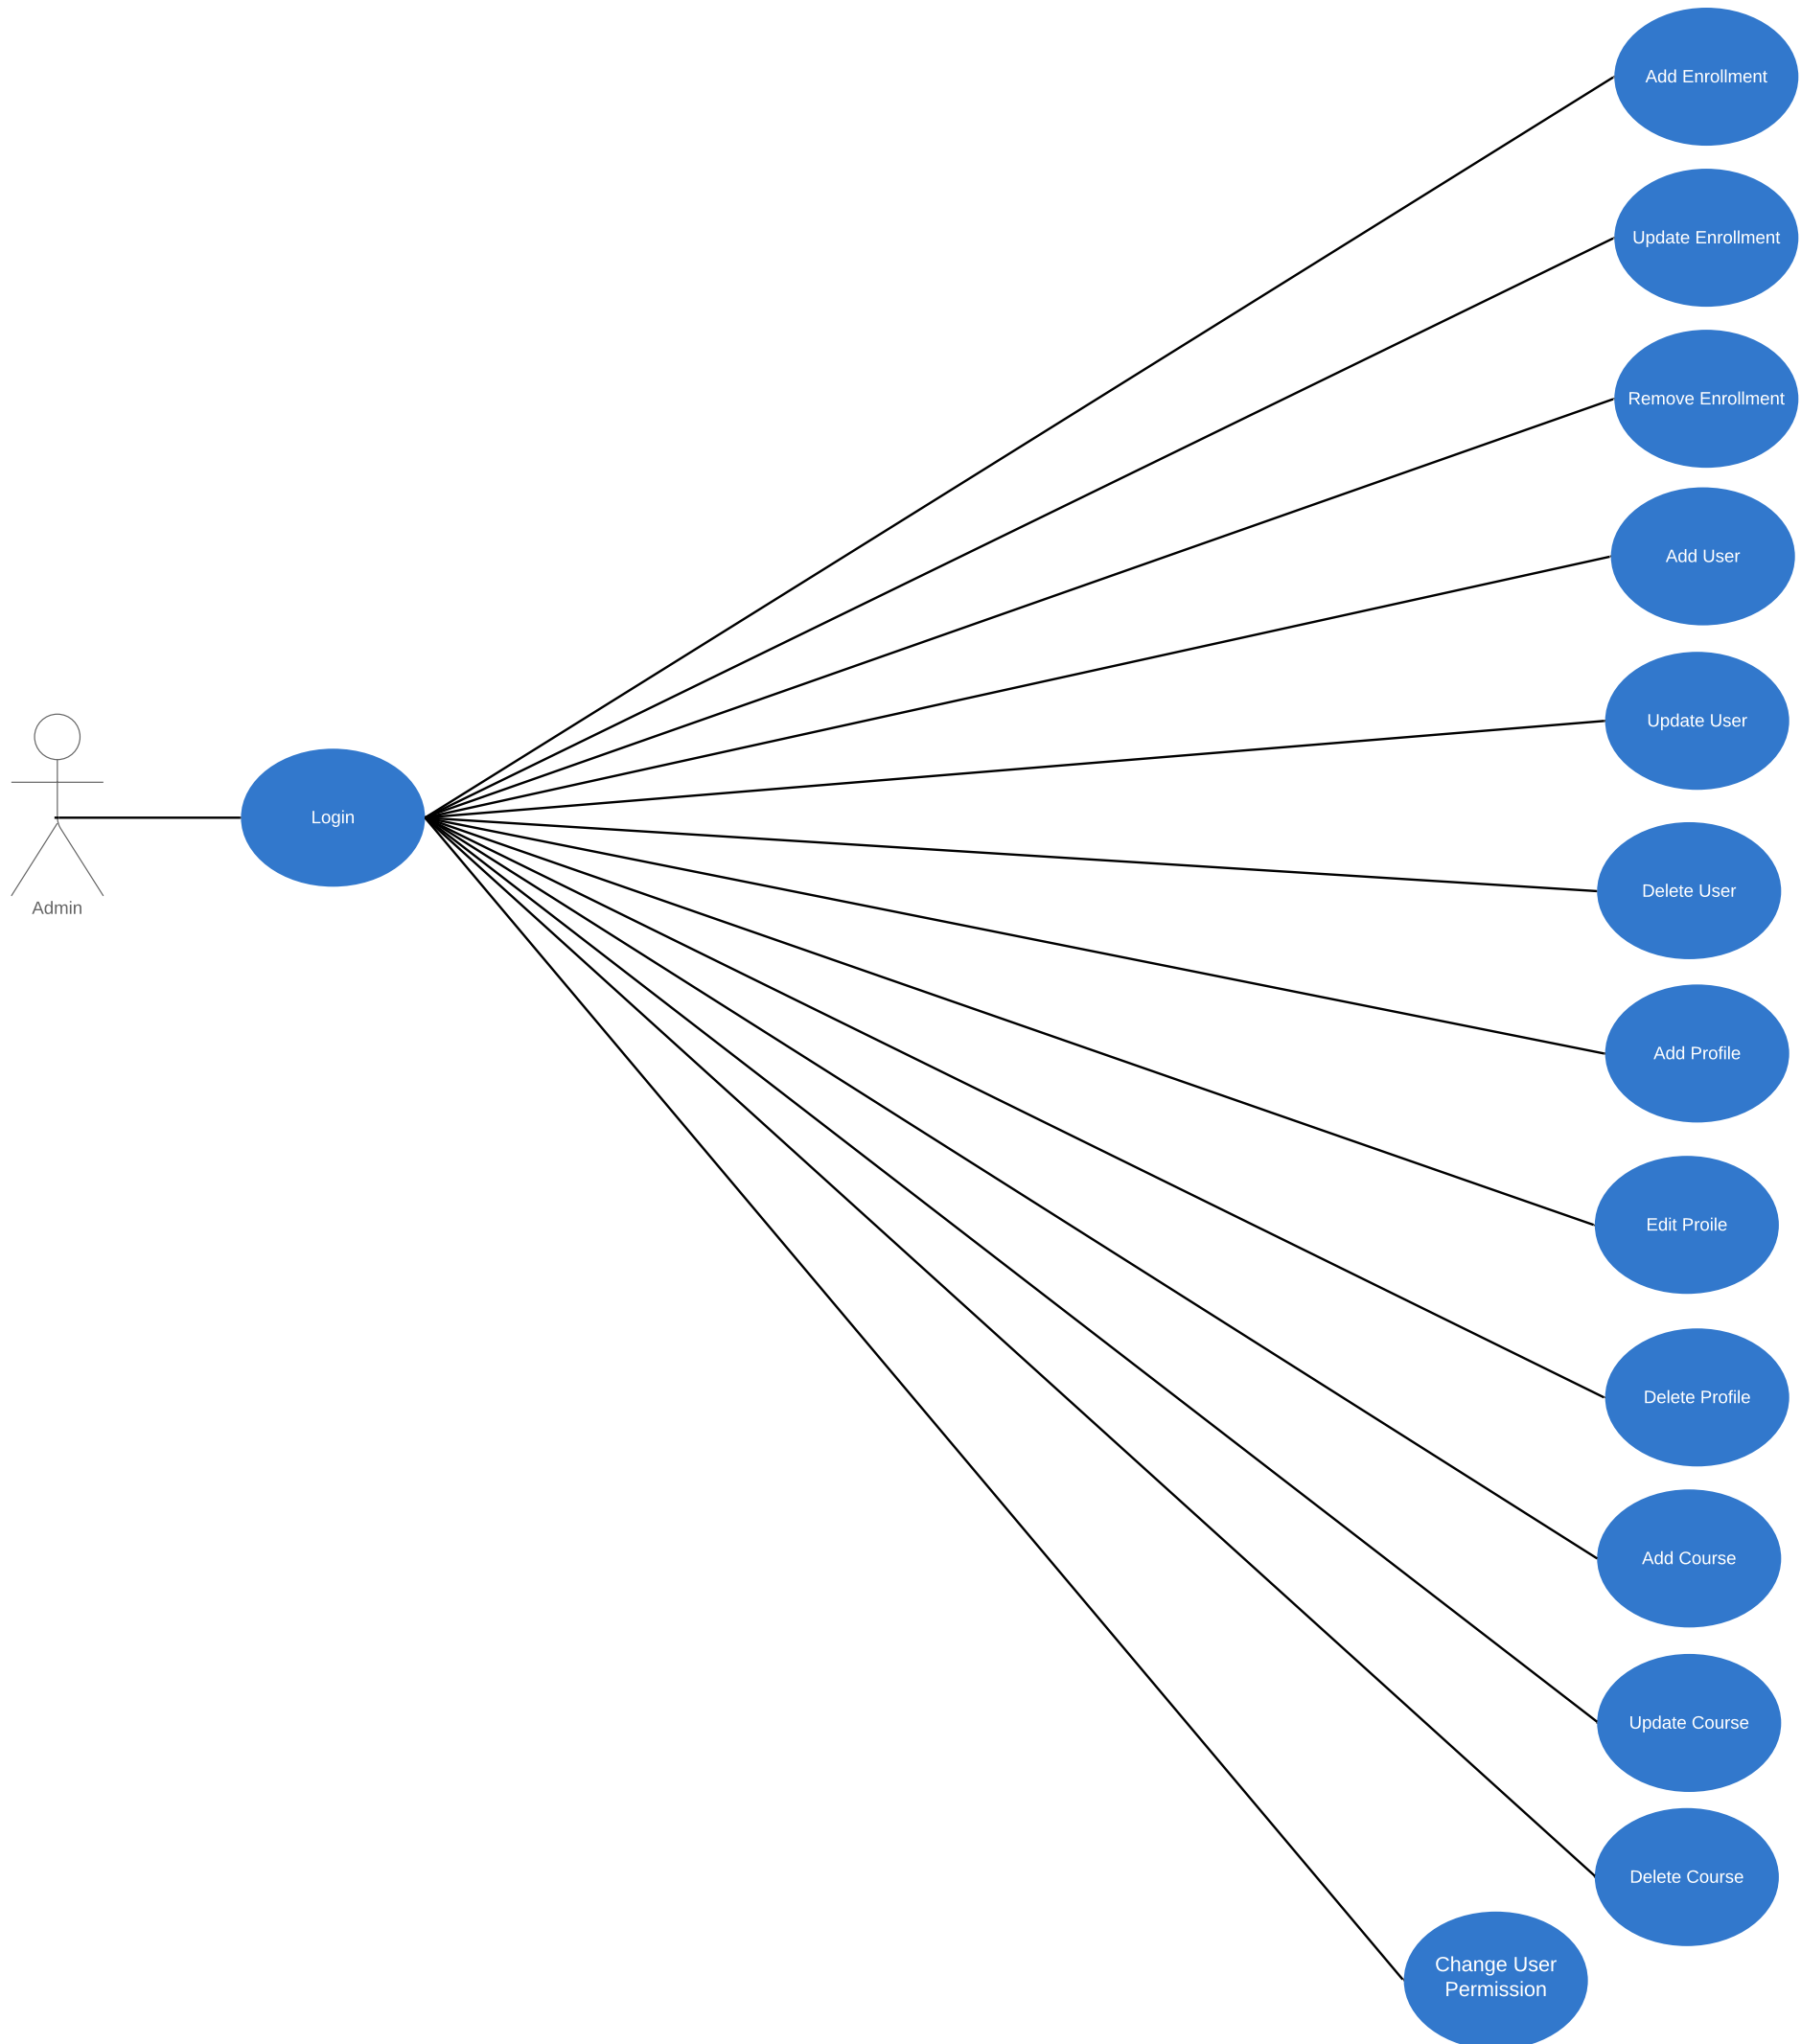 Add Enrollment
Update Enrollment
Remove Enrollment
Add User
Update User
Login
Delete User
Admin
Add Profile
Edit Proile
Delete Profile
Add Course
Update Course
Delete Course
Change User
Permission